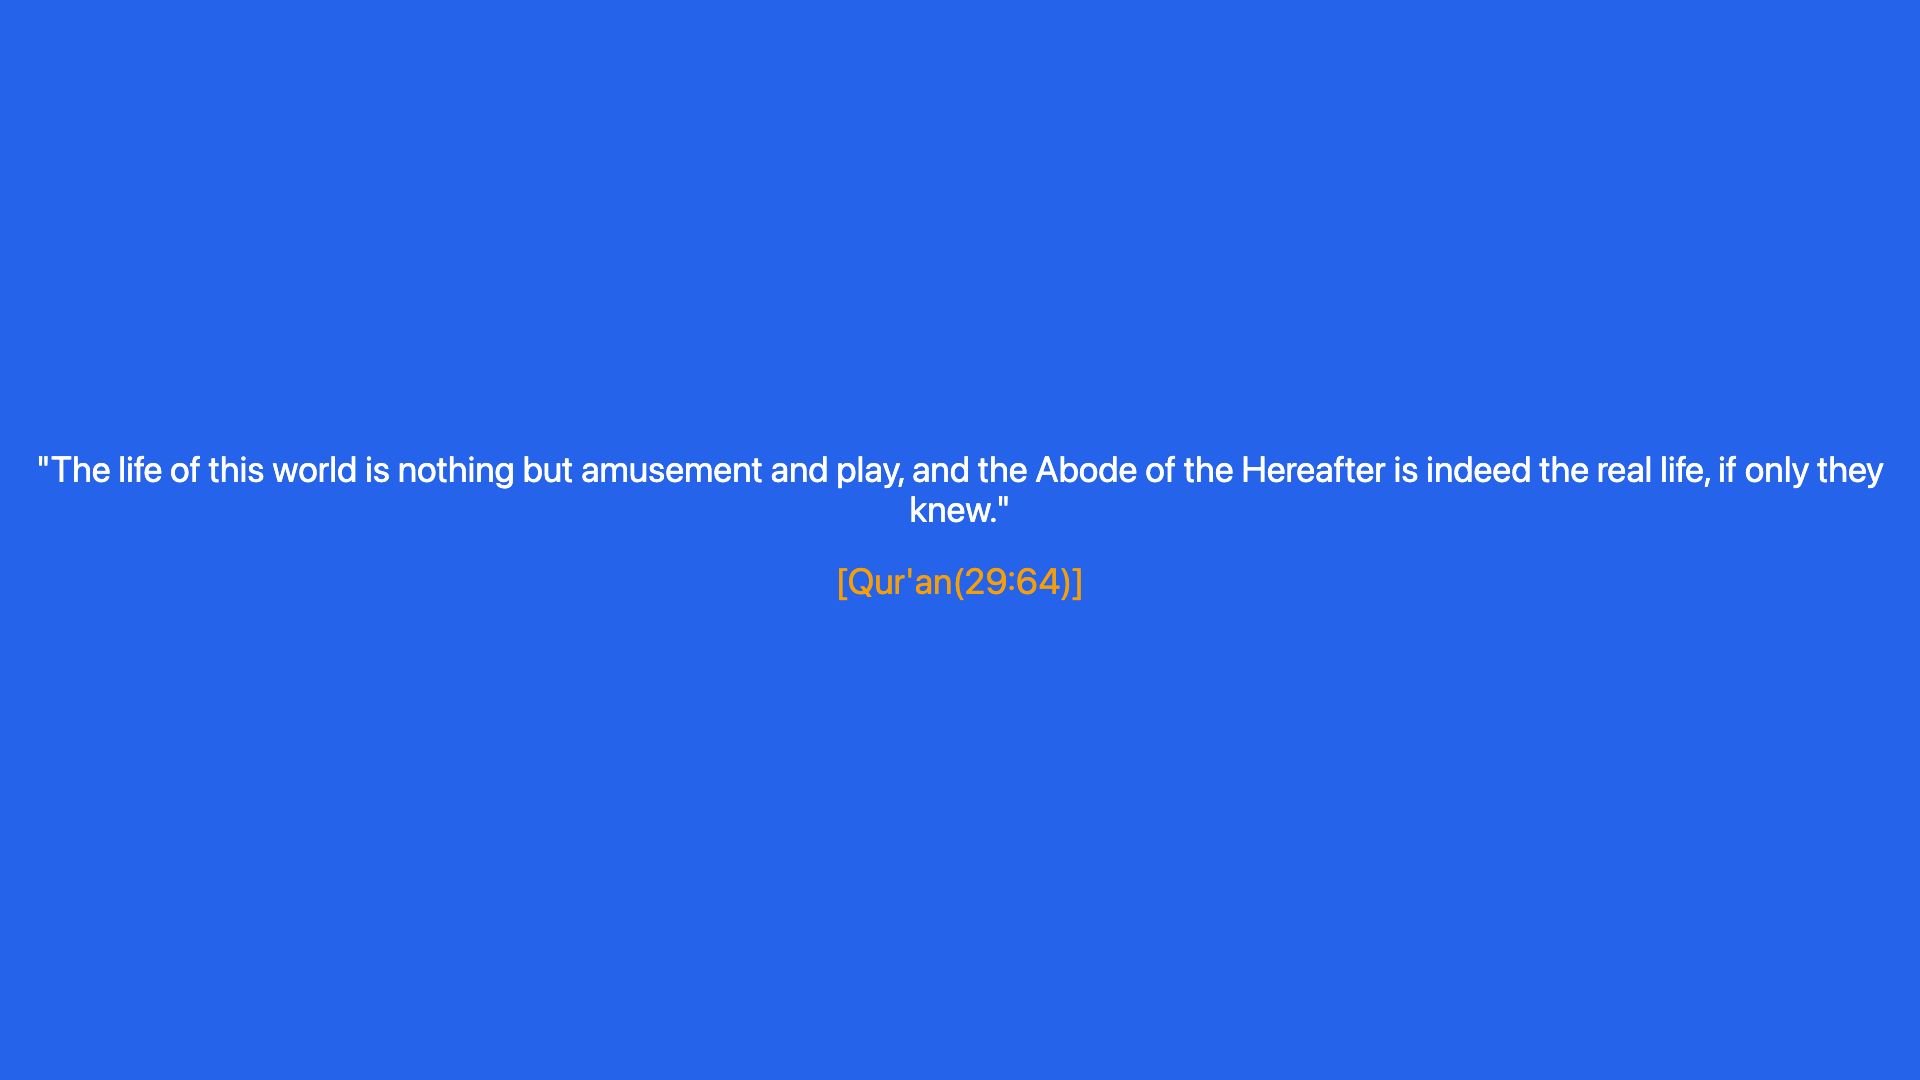 "The life of this world is nothing but amusement and play, and the Abode of the Hereafter is indeed the real life, if only they
knew."
[Qur'an(29:64)]